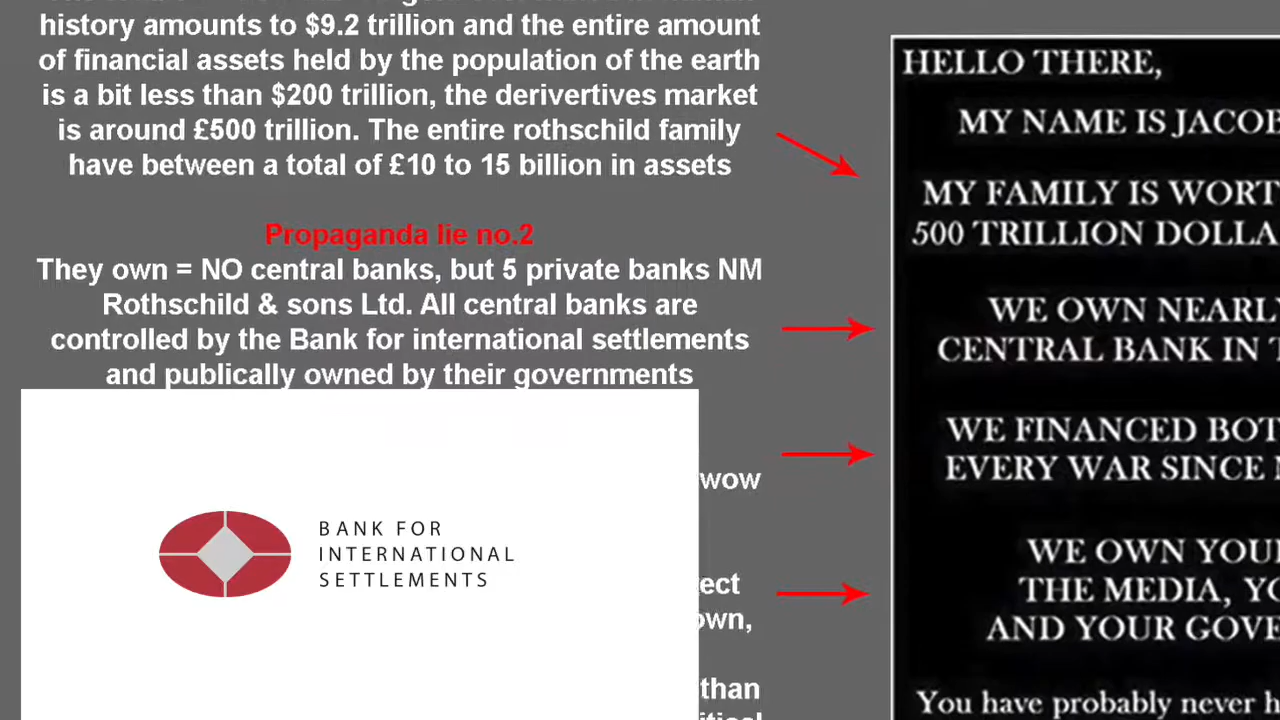 history amounts to $9.2 trillion and the entire amount
of financial assets held by the population of the earth
is a bit less than $200 trillion, the derivertives market
is around £500 trillion. The entire rothschild family
have between a total of £10 to 15 billion in assets
Propaganda lie no.2
They own = NO central banks, but 5 private banks NM
Rothschild & sons Ltd. All central banks are
controlled by the Bank for international settlements
and publically owned by their governments
wow
own,
than
BANK FOR
INTERNATIONAL
SETTLEMENTS
HELLO THERE,
MY NAME IS JACOB
MY FAMILY IS WORT
500 TRILLION DOLLA
WE OWN NEARL
CENTRAL BANK IN T
WE FINANCED BOT
EVERY WAR SINCE
WE OWN YOU
THE MEDIA, YO
AND YOUR GOVE
You have probably never h